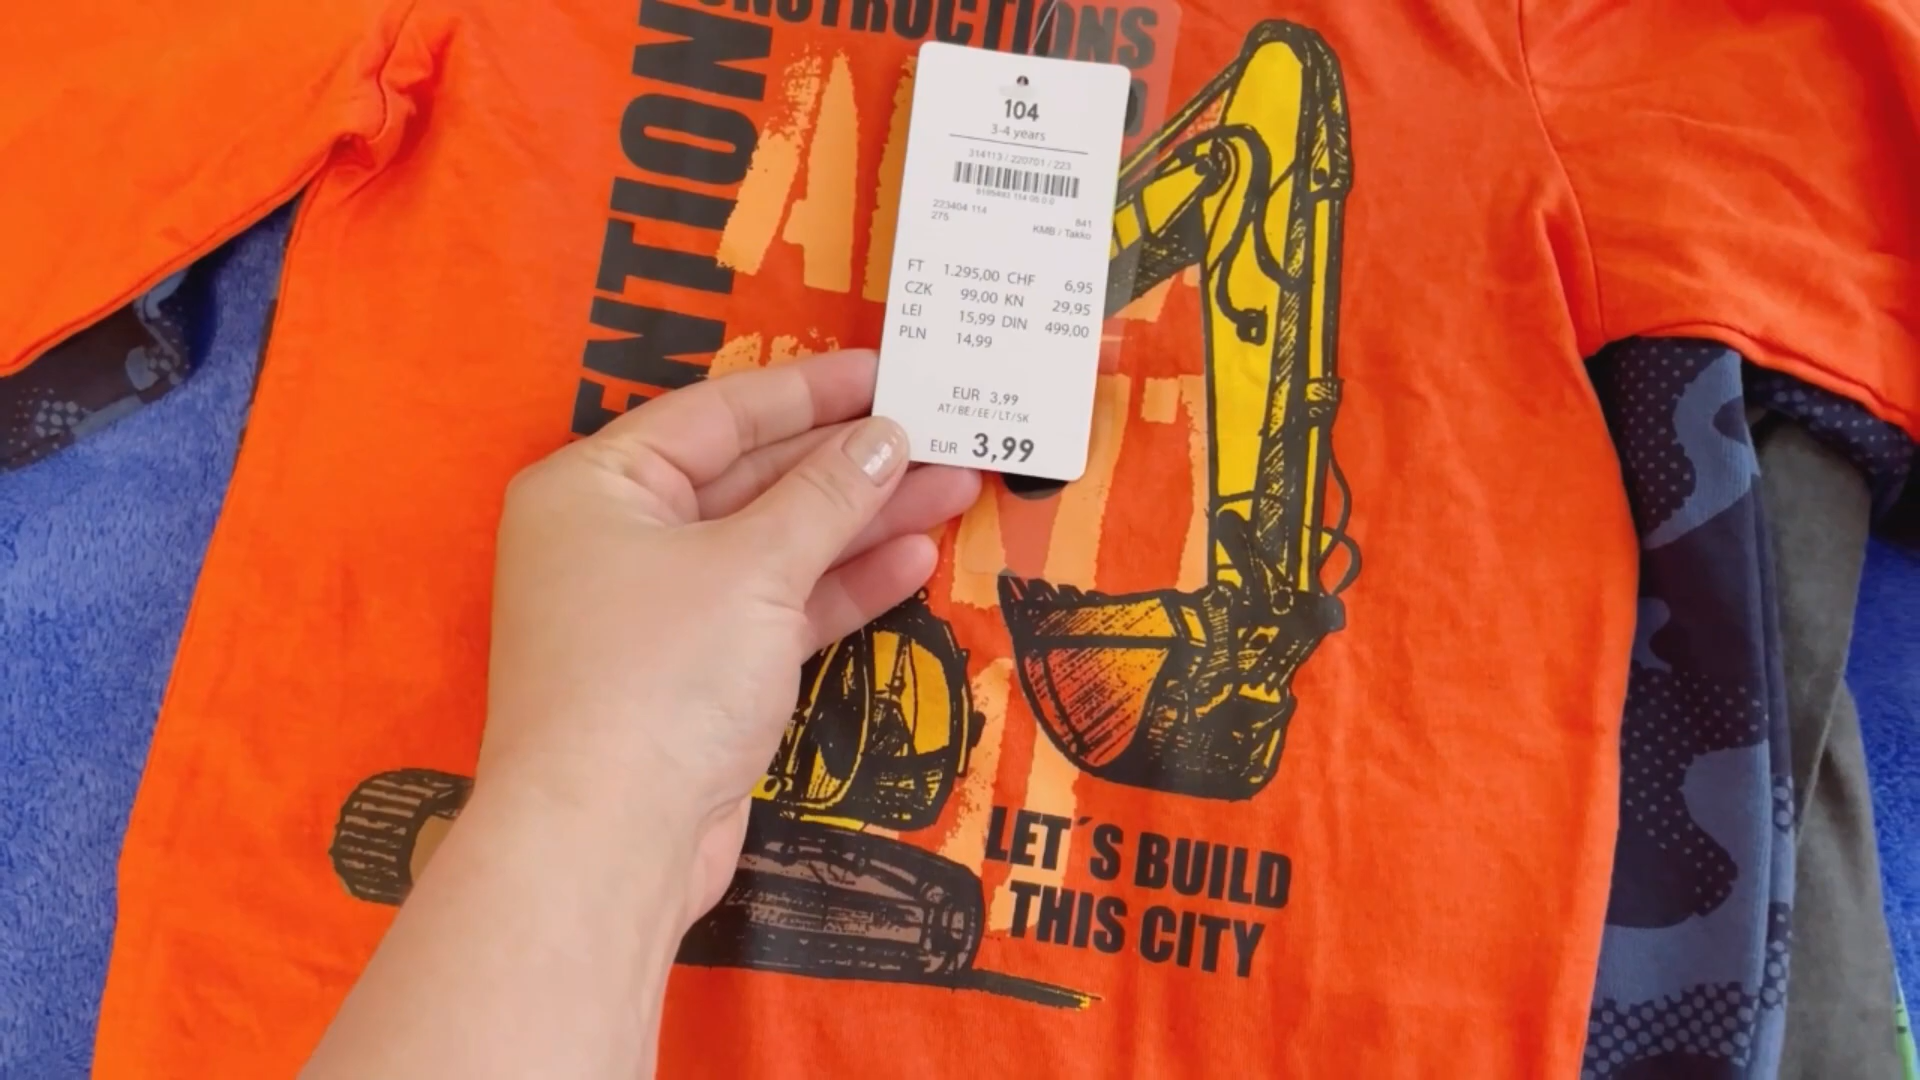 ONSTRUCTIONS
ENTION
104
3-4 years
314113 / 220701 / 223
223404 114
275
841
KMB / Takko
FT 1.295,00 CHF 6,95
CZK 99,00 KN 29,95
LEI 15,99 DIN 499,00
PLN 14,99
EUR 3,99
AT/BE/EE/LT/SK
EUR 3,99
LET´S BUILD
THIS CITY